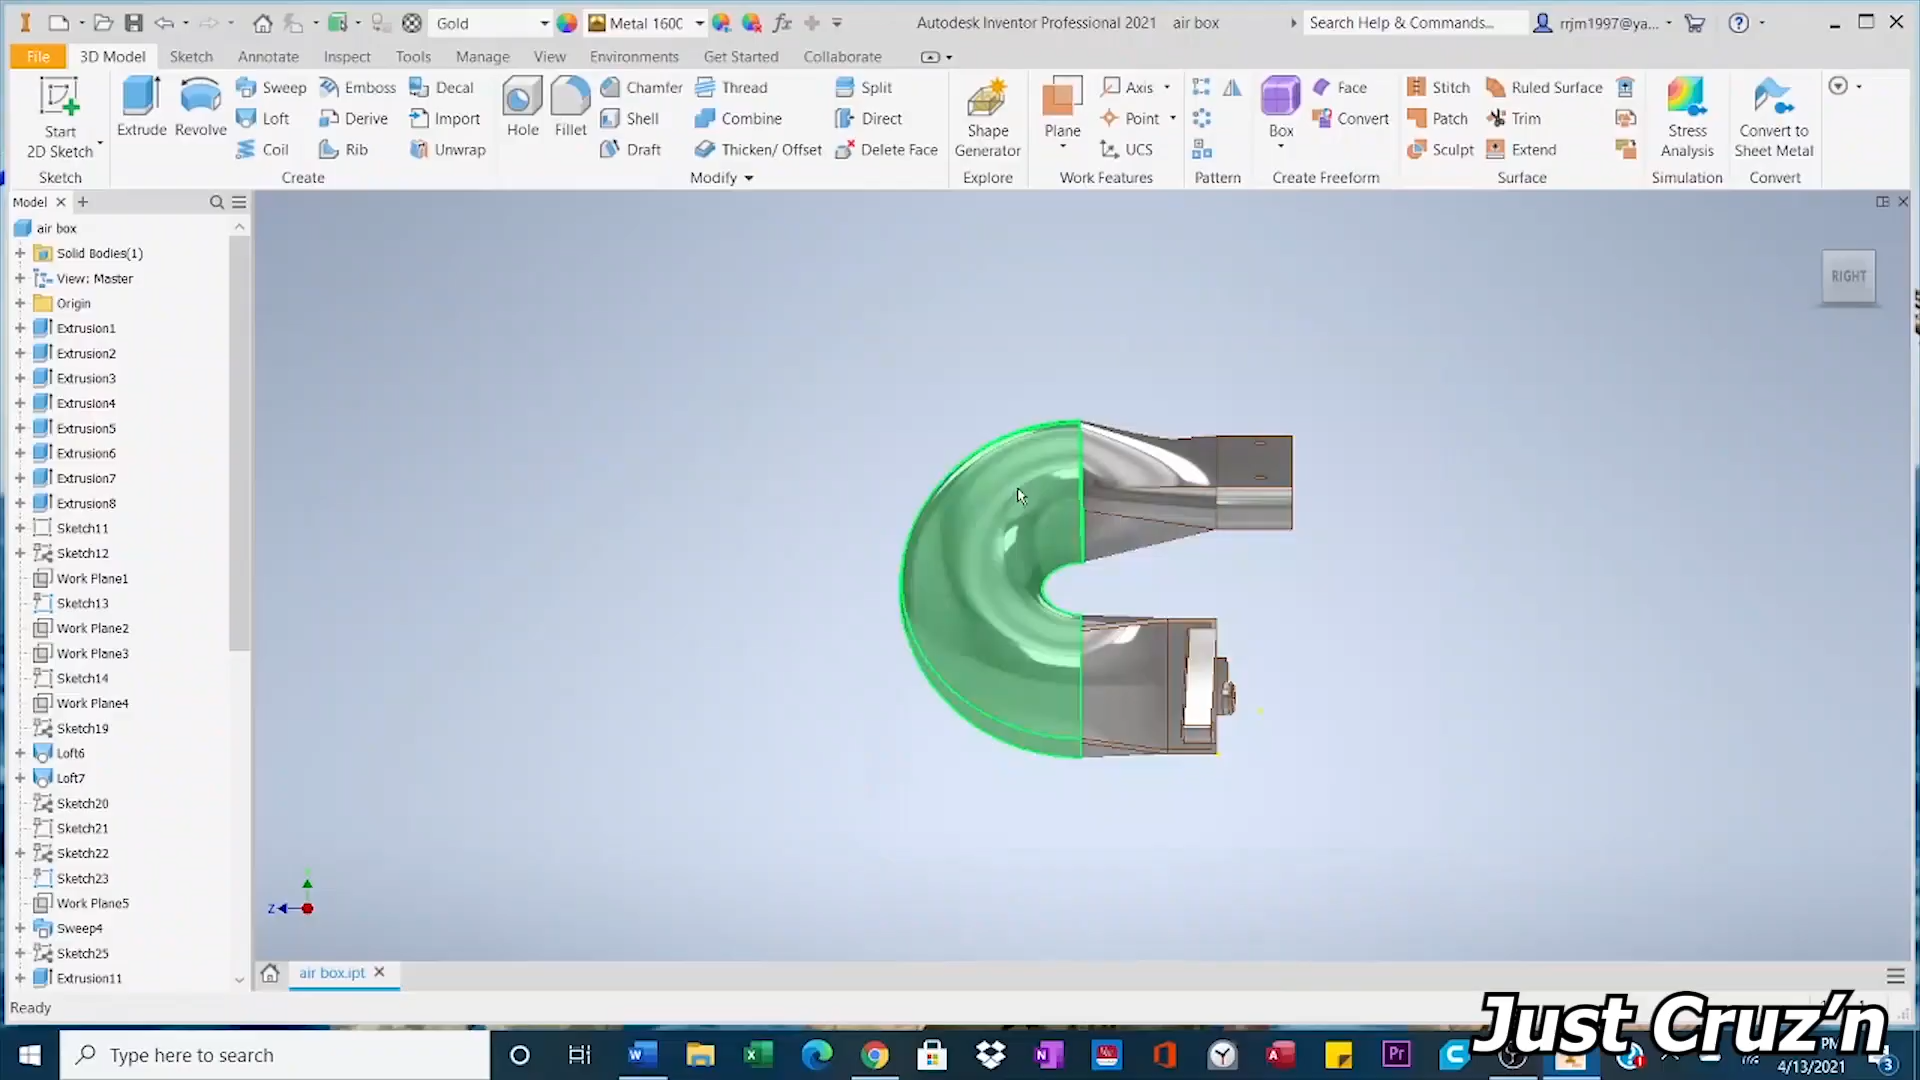 Gold
Metal 1600
Autodesk Inventor Professional 2021 air box
Search Help & Commands...
rrjm1997@ya...
File 3D Model Sketch Annotate Inspect Tools Manage View Environments Get Started Collaborate
Start
2D Sketch
Sketch
Extrude
Revolve
Sweep
Emboss
Decal
Loft
Derive
Import
Coil
Rib
Unwrap
Create
Hole
Fillet
Chamfer
Thread
Split
Shell
Combine
Direct
Draft
Thicken/ Offset
Delete Face
Modify
Shape
Generator
Explore
Plane
Axis
Point
UCS
Work Features
Pattern
Box
Face
Convert
Create Freeform
Stitch
Ruled Surface
Patch
Trim
Sculpt
Extend
Surface
Stress
Analysis
Simulation
Convert to
Sheet Metal
Convert
Model
air box
Solid Bodies(1)
View: Master
Origin
Extrusion1
Extrusion2
Extrusion3
Extrusion4
Extrusion5
Extrusion6
Extrusion7
Extrusion8
Sketch11
Sketch12
Work Plane1
Sketch13
Work Plane2
Work Plane3
Sketch14
Work Plane4
Sketch19
Loft6
Loft7
Sketch20
Sketch21
Sketch22
Sketch23
Work Plane5
Sweep4
Sketch25
Extrusion11
RIGHT
Z
air box.ipt
Ready
Just Cruz'n
Type here to search
PM
4/13/2021
3